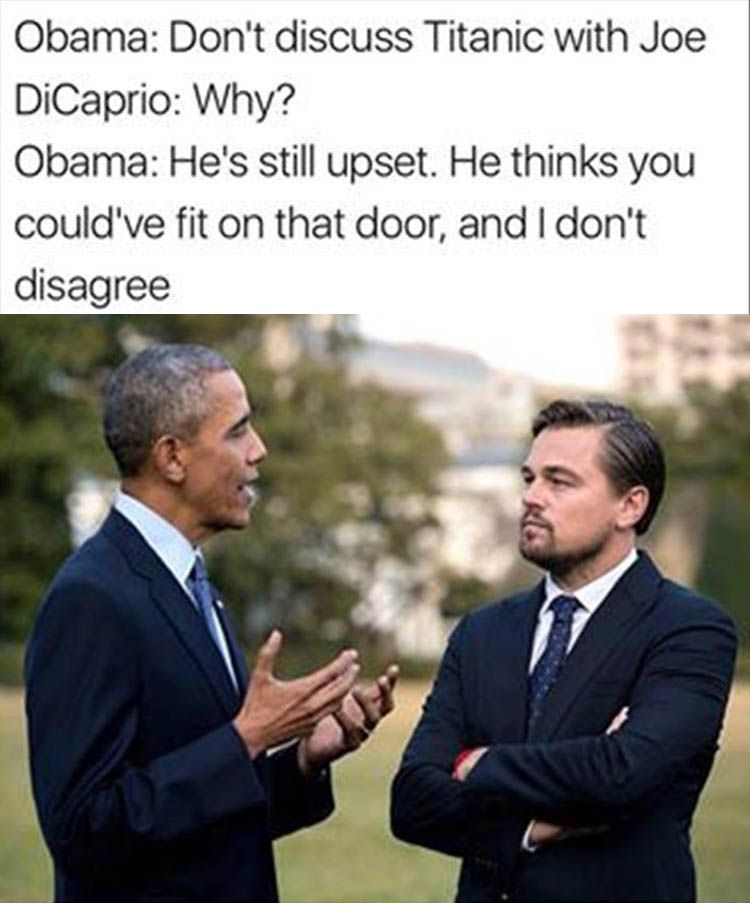 Obama: Don't discuss Titanic with Joe
DiCaprio: Why?
Obama: He's still upset. He thinks you
could've fit on that door, and I don't
disagree